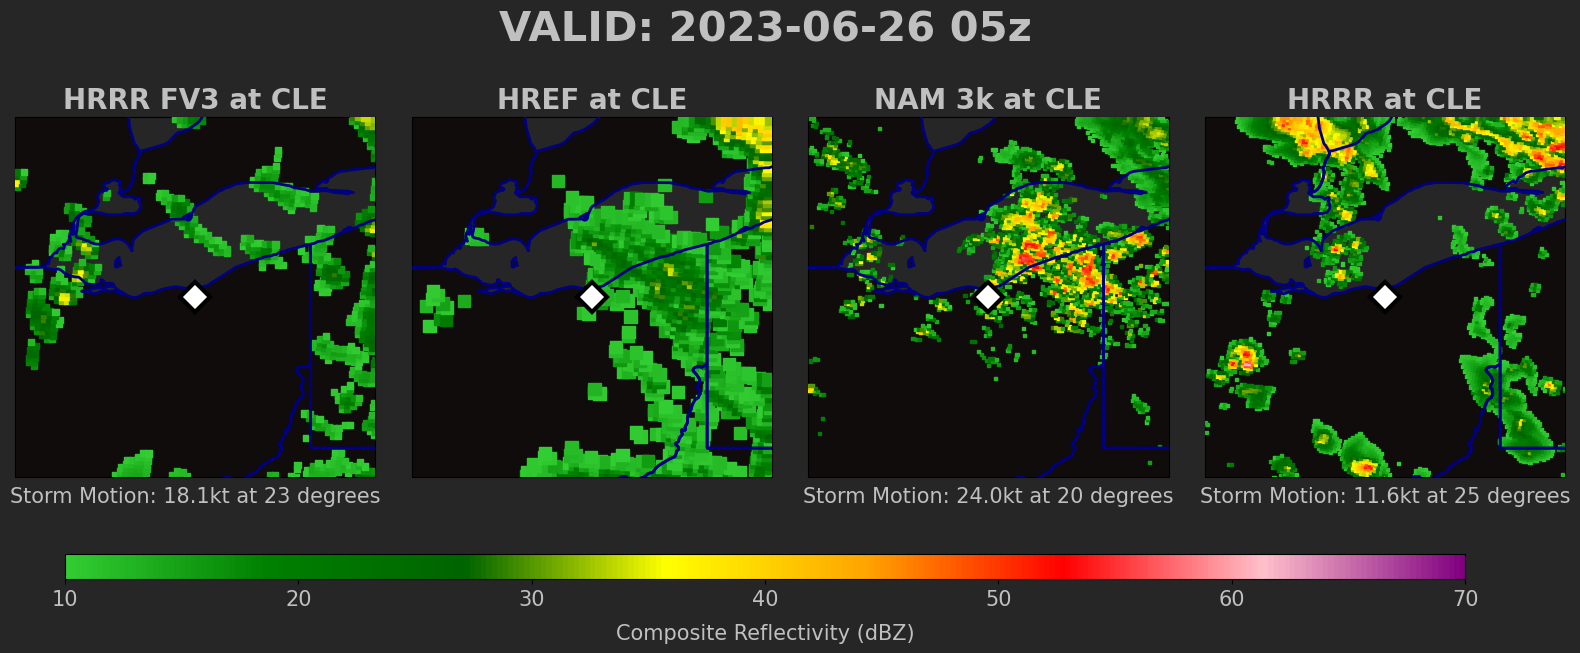 VALID: 2023-06-26 05z
HRRR FV3 at CLE
HREF at CLE
NAM 3k at CLE
HRRR at CLE
Storm Motion: 18.1kt at 23 degrees
Storm Motion: 24.0kt at 20 degrees
Storm Motion: 11.6kt at 25 degrees
10 20 30 40 50 60 70
Composite Reflectivity (dBZ)